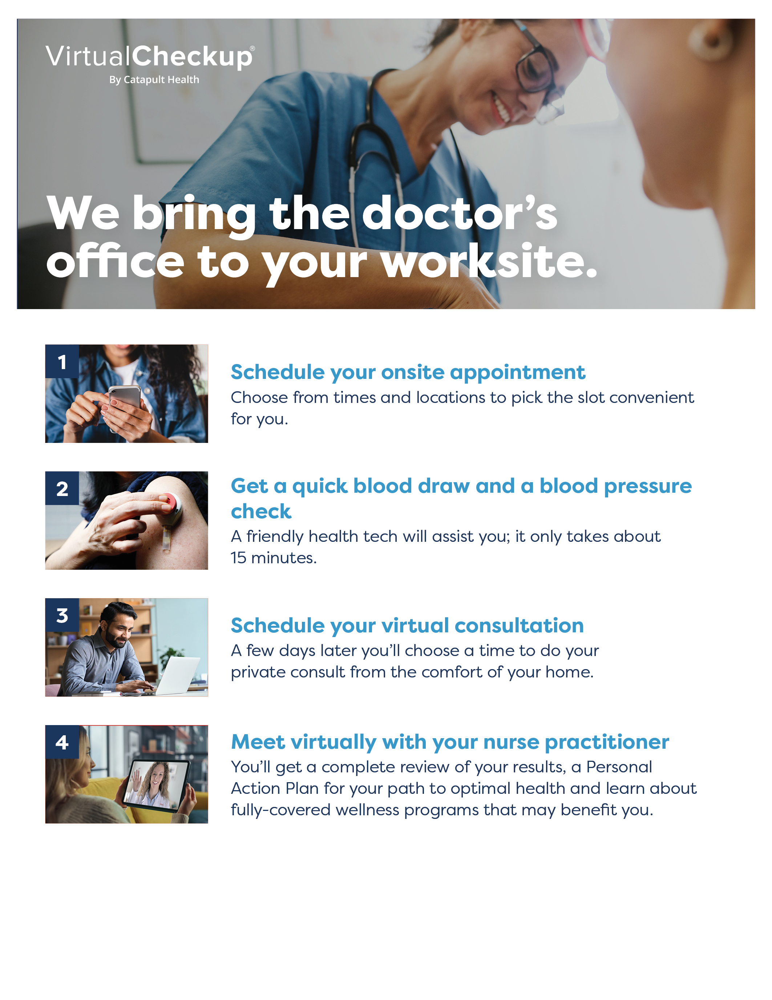 VirtualCheckup®
By Catapult Health
We bring the doctor’s
office to your worksite.
1
Schedule your onsite appointment
Choose from times and locations to pick the slot convenient
for you.
2
Get a quick blood draw and a blood pressure
check
A friendly health tech will assist you; it only takes about
15 minutes.
3
Schedule your virtual consultation
A few days later you’ll choose a time to do your
private consult from the comfort of your home.
4
Meet virtually with your nurse practitioner
You’ll get a complete review of your results, a Personal
Action Plan for your path to optimal health and learn about
fully-covered wellness programs that may benefit you.